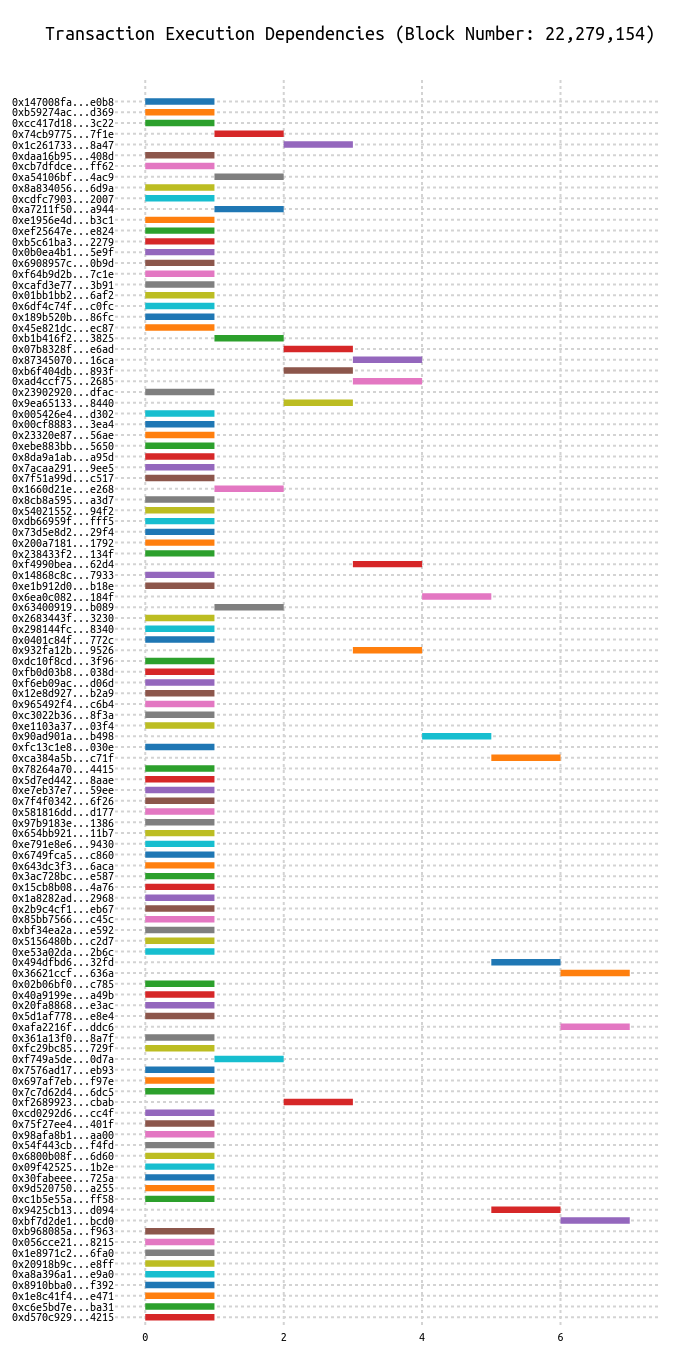 Transaction Execution Dependencies (Block Number: 22,279,154)
0x147008fa...e0b8
0xb59274ac...d369
0xcc417d18...3c22
0x74cb9775...7f1e
0x1c261733...8a47
0xdaa16b95...408d
0xcb7dfdce...ff62
0xa54106bf...4ac9
0x8a834056...6d9a
0xcdfc7903...2007
0xa7211f50...a944
0xe1956e4d...b3c1
0xef25647e...e824
0xb5c61ba3...2279
0x0b0ea4b1...5e9f
0x6908957c...0b9d
0xf64b9d2b...7c1e
0xcafd3e77...3b91
0x01bb1bb2...6af2
0x6df4c74f...c0fc
0x189b520b...86fc
0x45e821dc...ec87
0xb1b416f2...3825
0x07b8328f...e6ad
0x87345070...16ca
0xb6f404db...893f
0xad4ccf75...2685
0x23902920...dfac
0x9ea65133...8440
0x005426e4...d302
0x00cf8883...3ea4
0x23320e87...56ae
0xebe883bb...5650
0x8da9a1ab...a95d
0x7acaa291...9ee5
0x7f51a99d...c517
0x1660d21e...e268
0x8cb8a595...a3d7
0x54021552...94f2
0xdb66959f...fff5
0x73d5e8d2...29f4
0x200a7181...1792
0x238433f2...134f
0xf4990bea...62d4
0x14868c8c...7933
0xe1b912d0...b18e
0x6ea0c082...184f
0x63400919...b089
0x2683443f...3230
0x298144fc...8340
0x0401c84f...772c
0x932fa12b...9526
0xdc10f8cd...3f96
0xfb0d03b8...038d
0xf6eb09ac...d06d
0x12e8d927...b2a9
0x965492f4...c6b4
0xc3022b36...8f3a
0xe1103a37...03f4
0x90ad901a...b498
0xfc13c1e8...030e
0xca384a5b...c71f
0x78264a70...4415
0x5d7ed442...8aae
0xe7eb37e7...59ee
0x7f4f0342...6f26
0x581816dd...d177
0x97b9183e...1386
0x654bb921...11b7
0xe791e8e6...9430
0x6749fca5...c860
0x643dc3f3...6aca
0x3ac728bc...e587
0x15cb8b08...4a76
0x1a8282ad...2968
0x2b9c4cf1...eb67
0x85bb7566...c45c
0xbf34ea2a...e592
0x5156480b...c2d7
0xe53a02da...2b6c
0x494dfbd6...32fd
0x36621ccf...636a
0x02b06bf0...c785
0x40a9199e...a49b
0x20fa8868...e3ac
0x5d1af778...e8e4
0xafa2216f...ddc6
0x361a13f0...8a7f
0xfc29bc85...729f
0xf749a5de...0d7a
0x7576ad17...eb93
0x697af7eb...f97e
0x7c7d62d4...6dc5
0xf2689923...cbab
0xcd0292d6...cc4f
0x75f27ee4...401f
0x98afa8b1...aa00
0x54f443cb...f4fd
0x6800b08f...6d60
0x09f42525...1b2e
0x30fabeee...725a
0x9d520750...a255
0xc1b5e55a...ff58
0x9425cb13...d094
0xbf7d2de1...bcd0
0xb968085a...f963
0x056cce21...8215
0x1e8971c2...6fa0
0x20918b9c...e8ff
0xa8a396a1...e9a0
0x8910bba0...f392
0x1e8c41f4...e471
0xc6e5bd7e...ba31
0xd570c929...4215
0 2 4 6